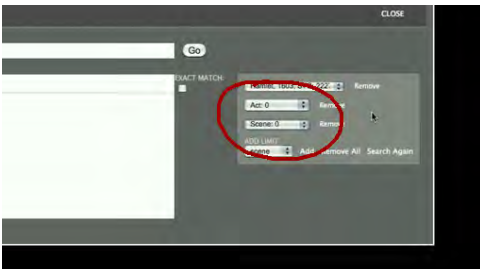 CLOSE
Go
EXACT MATCH:
Remove
Act: 0 Remove
Scene: 0 Remove
ADD LIMIT
scene Add Remove All Search Again